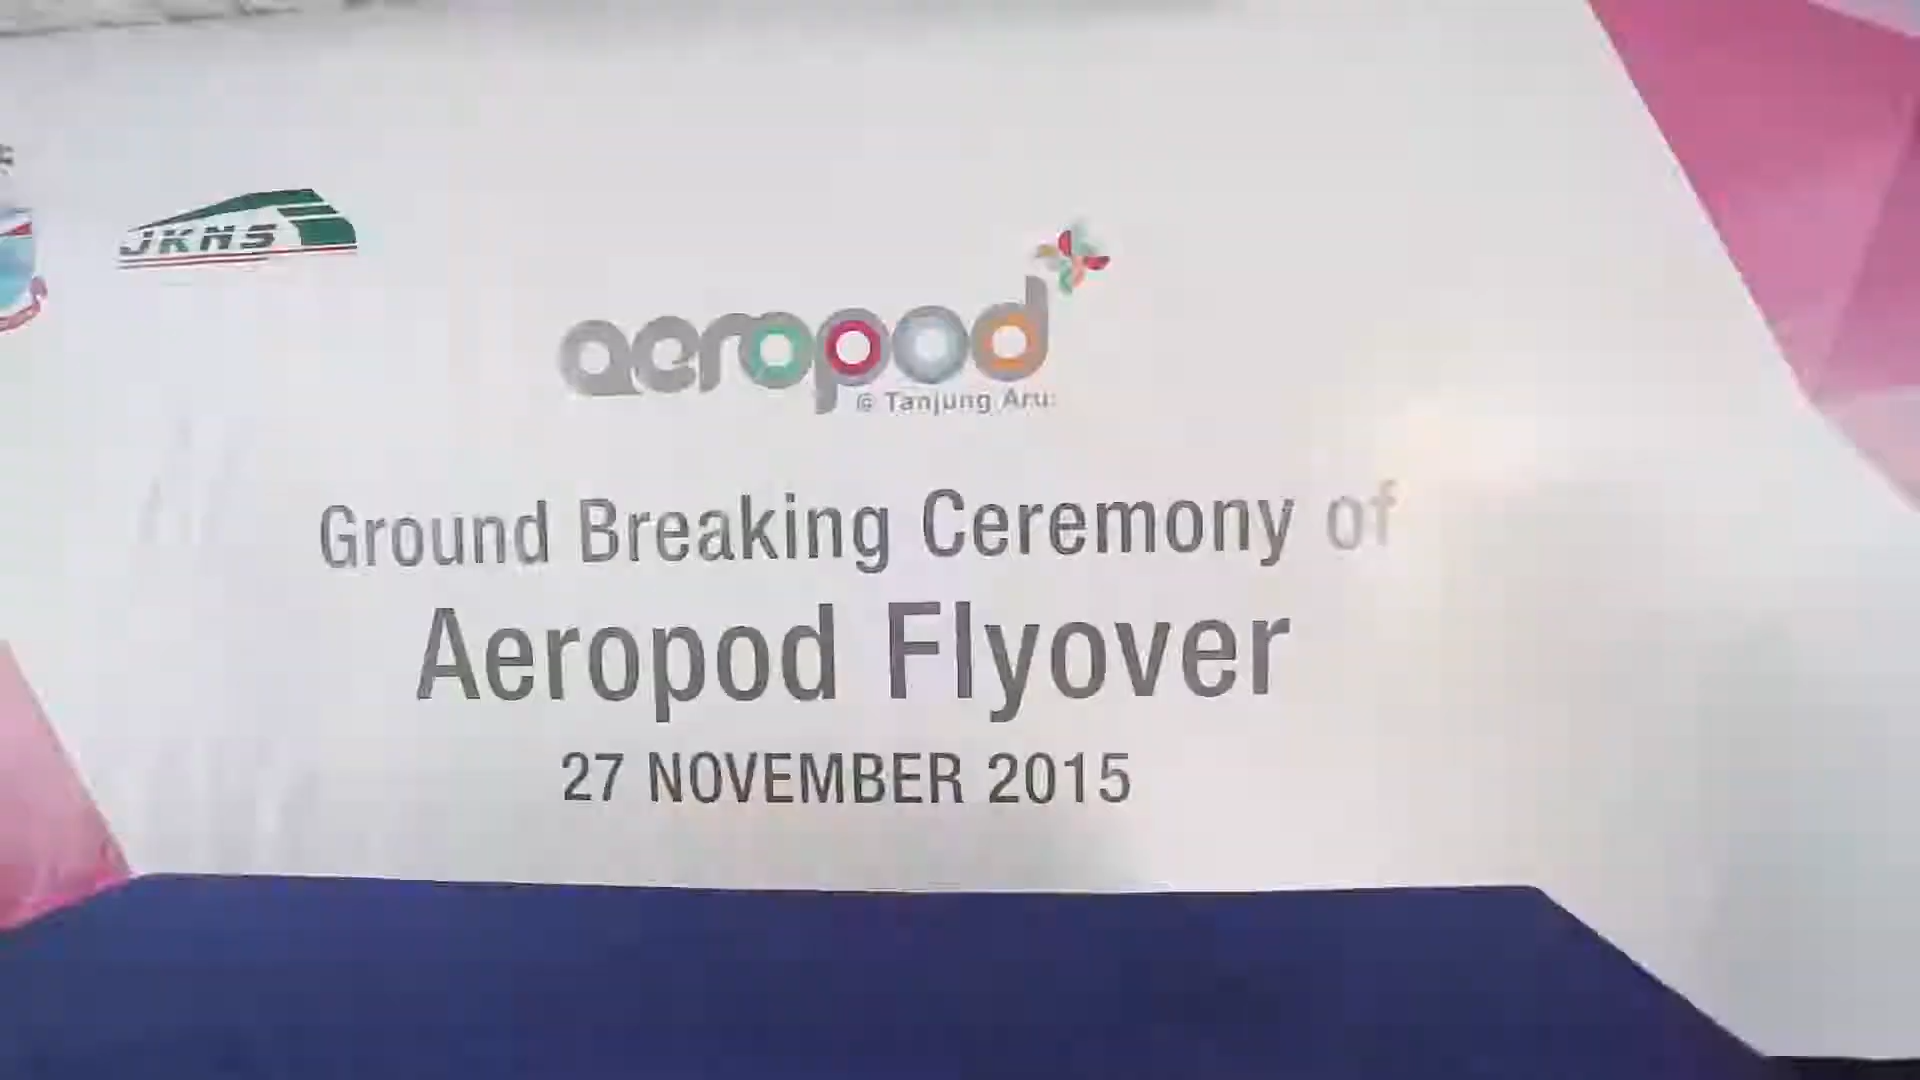 JKNS
aeropod
@ Tanjung Aru
Ground Breaking Ceremony of
Aeropod Flyover
27 NOVEMBER 2015